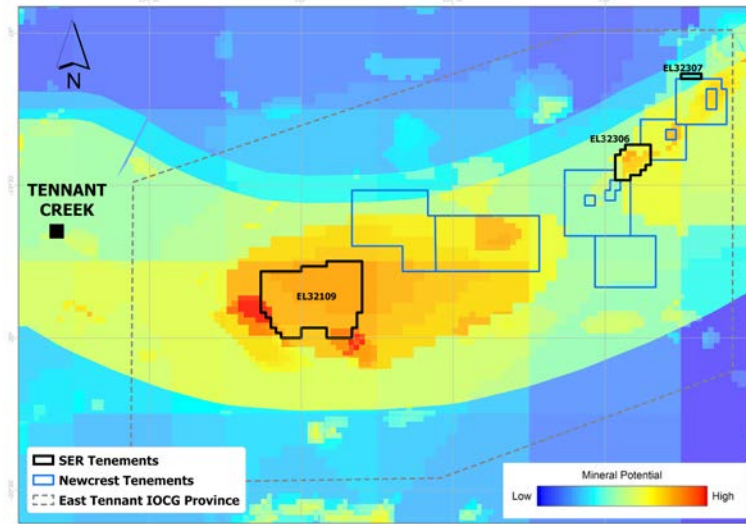 N
EL32307
EL32306
TENNANT
CREEK
EL32109
SER Tenements
Newcrest Tenements
East Tennant IOCG Province
Mineral Potential
Low
High